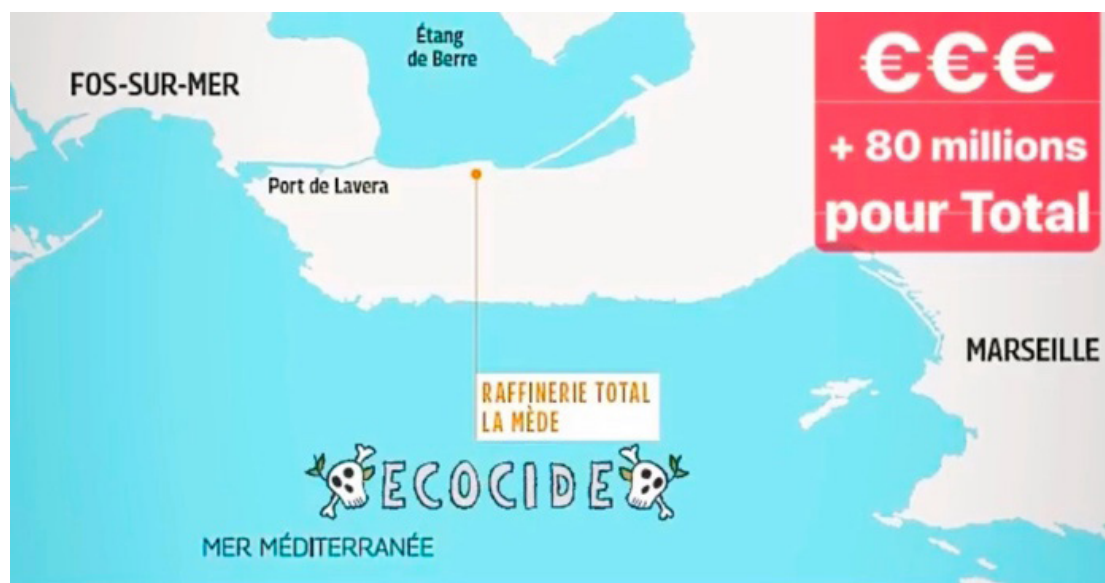 Étang
de Berre
FOS-SUR-MER
€€€
+ 80 millions
pour Total
Port de Lavera
MARSEILLE
RAFFINERIE TOTAL
LA MÈDE
ECOCIDE
MER MÉDITERRANÉE